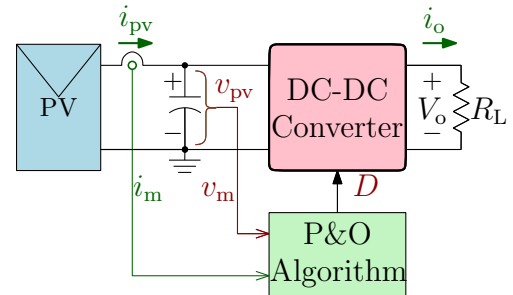 i_pv
i_o
PV
+
−
v_pv
DC-DC
Converter
+
V_o
−
R_L
i_m
v_m
D
P&O
Algorithm